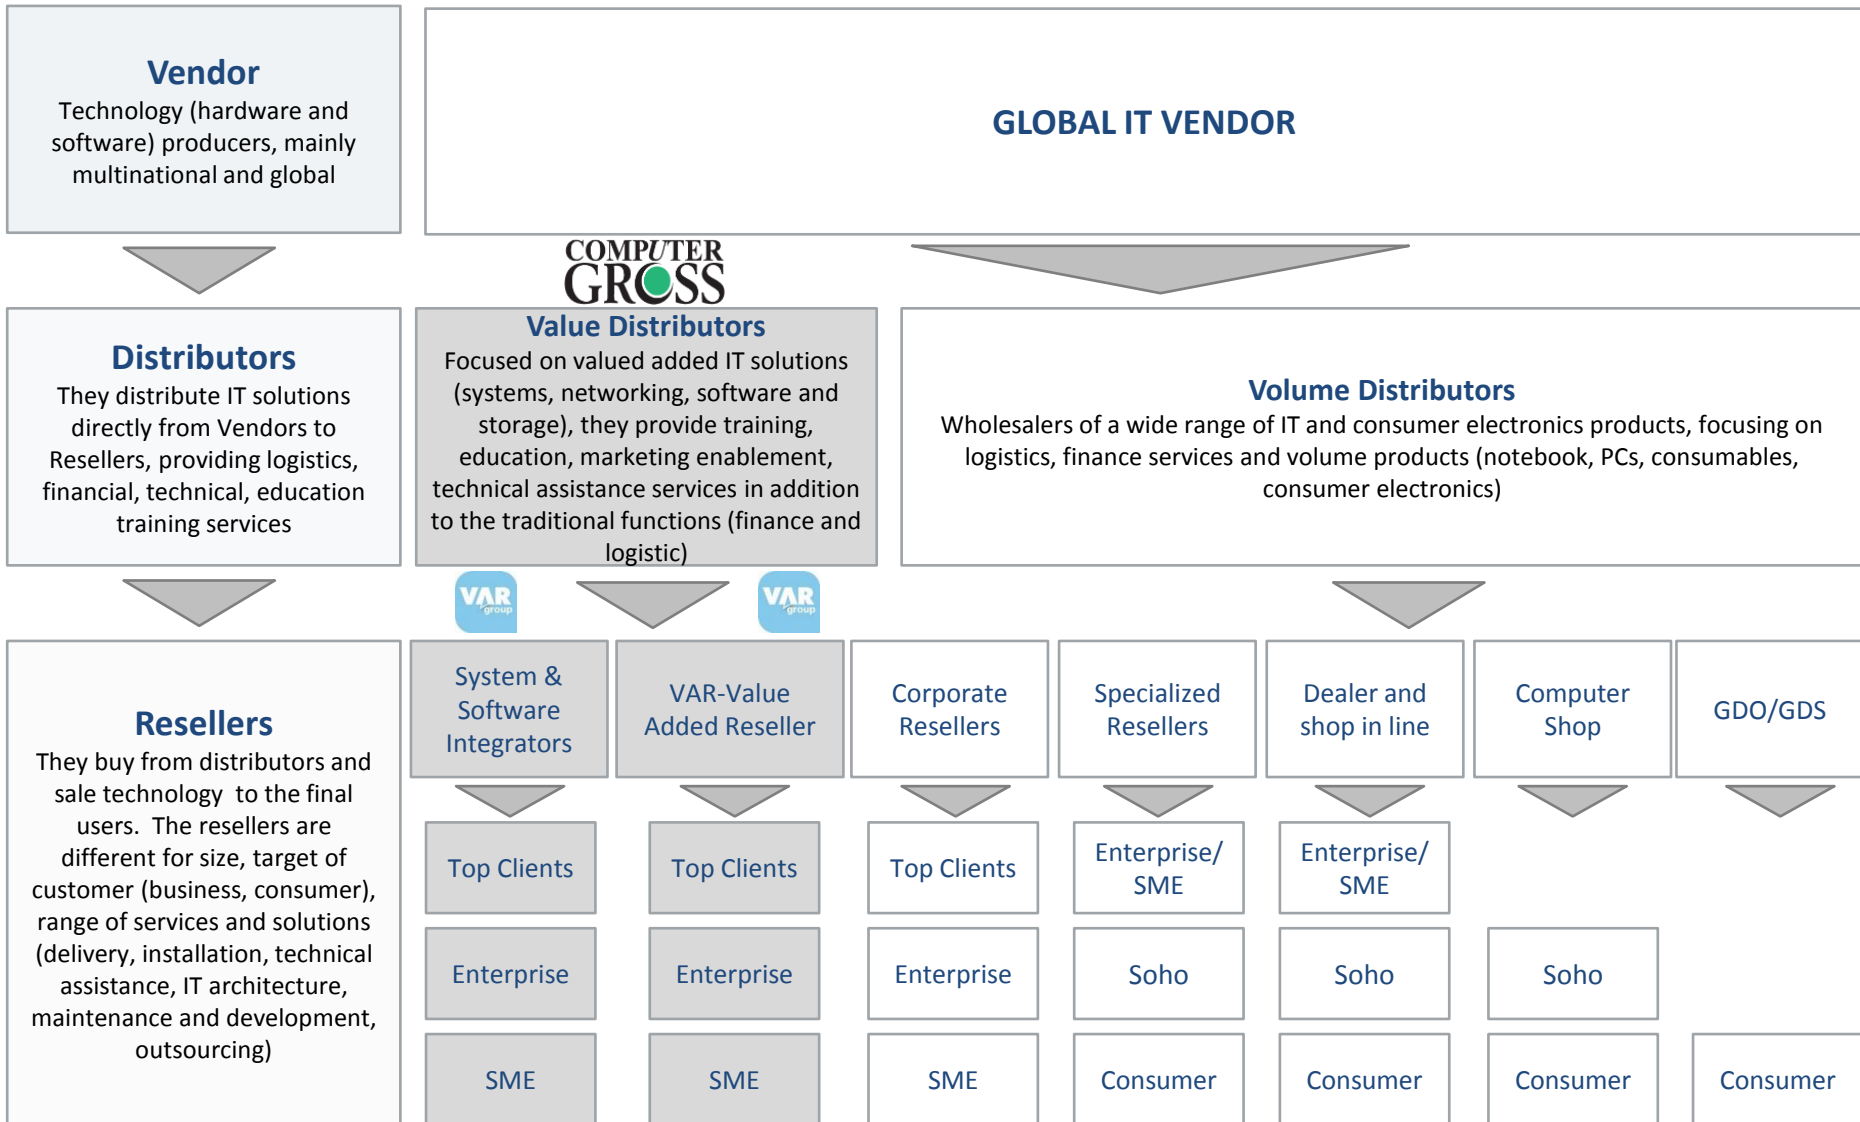 Vendor
Technology (hardware and
software) producers, mainly
multinational and global
GLOBAL IT VENDOR
COMPUTER
GROSS
Distributors
They distribute IT solutions
directly from Vendors to
Resellers, providing logistics,
financial, technical, education
training services
Value Distributors
Focused on valued added IT solutions
(systems, networking, software and
storage), they provide training,
education, marketing enablement,
technical assistance services in addition
to the traditional functions (finance and
logistic)
Volume Distributors
Wholesalers of a wide range of IT and consumer electronics products, focusing on
logistics, finance services and volume products (notebook, PCs, consumables,
consumer electronics)
VAR
group
VAR
group
Resellers
They buy from distributors and
sale technology to the final
users. The resellers are
different for size, target of
customer (business, consumer),
range of services and solutions
(delivery, installation, technical
assistance, IT architecture,
maintenance and development,
outsourcing)
System &
Software
Integrators
VAR-Value
Added Reseller
Corporate
Resellers
Specialized
Resellers
Dealer and
shop in line
Computer
Shop
GDO/GDS
Top Clients
Top Clients
Top Clients
Enterprise/
SME
Enterprise/
SME
Enterprise
Enterprise
Enterprise
Soho
Soho
Soho
SME
SME
SME
Consumer
Consumer
Consumer
Consumer